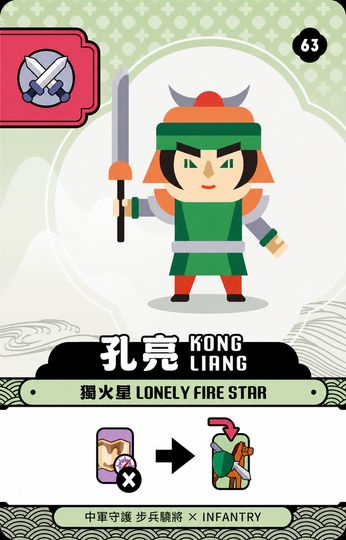 63
孔亮 KONG LIANG
獨火星 LONELY FIRE STAR
X
中軍守護 步兵驍將 × INFANTRY